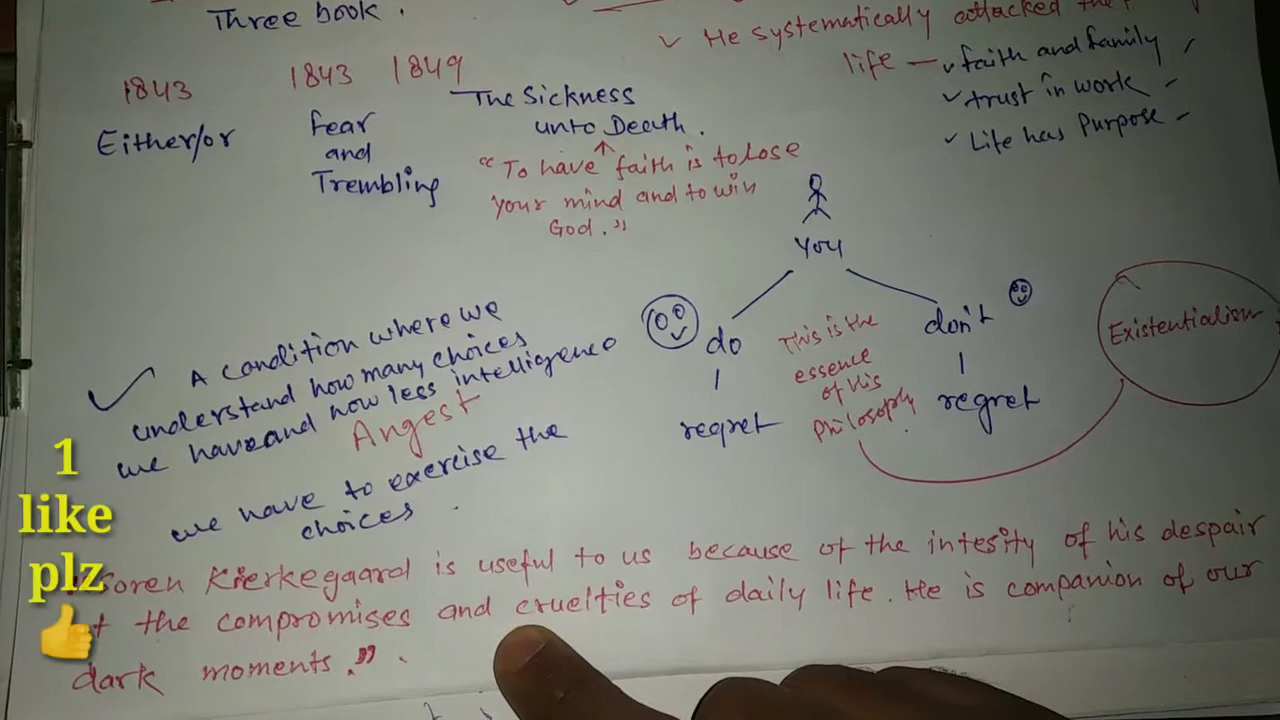 Three book.
He systematically attacked the
life — faith and family
trust in work
Life has Purpose
1843
1843
1849
Either/or
Fear
and
Trembling
The Sickness
unto Death.
"To have faith is to lose
your mind and to win
God."
You
do
don't
regret
regret
This is the
essence
of His
Philosophy
Existentialism
A condition where we
understand how many choices
we have and how less intelligence
Angest
we have to exercise the
choices
Soren Kierkegaard is useful to us because of the intesity of his despair
the compromises and cruelties of daily life. He is companion of our
dark moments."
1
like
plz